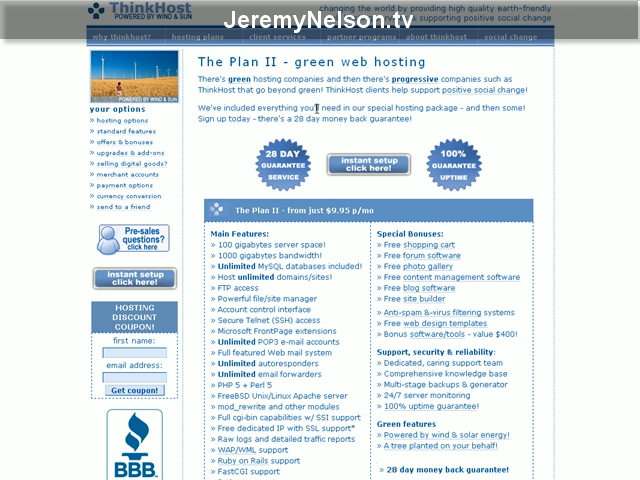 JeremyNelson.tv
ThinkHost
POWERED BY WIND & SUN
changing the world by providing high quality earth-friendly
supporting positive social change
why thinkhost?
hosting plans
client services
partner programs
about thinkhost
social change
POWERED BY WIND & SUN
your options
» hosting options
» standard features
» offers & bonuses
» upgrades & add-ons
» selling digital goods?
» merchant accounts
» payment options
» currency conversion
» send to a friend
Pre-sales
questions?
click here
instant setup
click here
HOSTING
DISCOUNT
COUPON!
first name:
email address:
Get coupon!
BBB
The Plan II - green web hosting
There's green hosting companies and then there's progressive companies such as
ThinkHost that go beyond green! ThinkHost clients help support positive social change!
We've included everything you'll need in our special hosting package - and then some!
Sign up today - there's a 28 day money back guarantee!
28 DAY
GUARANTEE
SERVICE
instant setup
click here
100%
GUARANTEE
UPTIME
The Plan II - from just $9.95 p/mo
Main Features:
» 100 gigabytes server space!
» 1000 gigabytes bandwidth!
» Unlimited MySQL databases included!
» Host unlimited domains/sites!
» FTP access
» Powerful file/site manager
» Account control interface
» Secure Telnet (SSH) access
» Microsoft FrontPage extensions
» Unlimited POP3 e-mail accounts
» Full featured Web mail system
» Unlimited autoresponders
» Unlimited email forwarders
» PHP 5 + Perl 5
» FreeBSD Unix/Linux Apache server
» mod_rewrite and other modules
» Full cgi-bin capabilities w/ SSI support
» Free dedicated IP with SSL support*
» Raw logs and detailed traffic reports
» WAP/WML support
» Ruby on Rails support
» FastCGI support
Special Bonuses:
» Free shopping cart
» Free forum software
» Free photo gallery
» Free content management software
» Free blog software
» Free site builder
» Anti-spam &-virus filtering systems
» Free web design templates
» Bonus software/tools - value $400!
Support, security & reliability:
» Dedicated, caring support team
» Comprehensive knowledge base
» Multi-stage backups & generator
» 24/7 server monitoring
» 100% uptime guarantee!
Green features
» Powered by wind & solar energy!
» A tree planted on your behalf!
» 28 day money back guarantee!